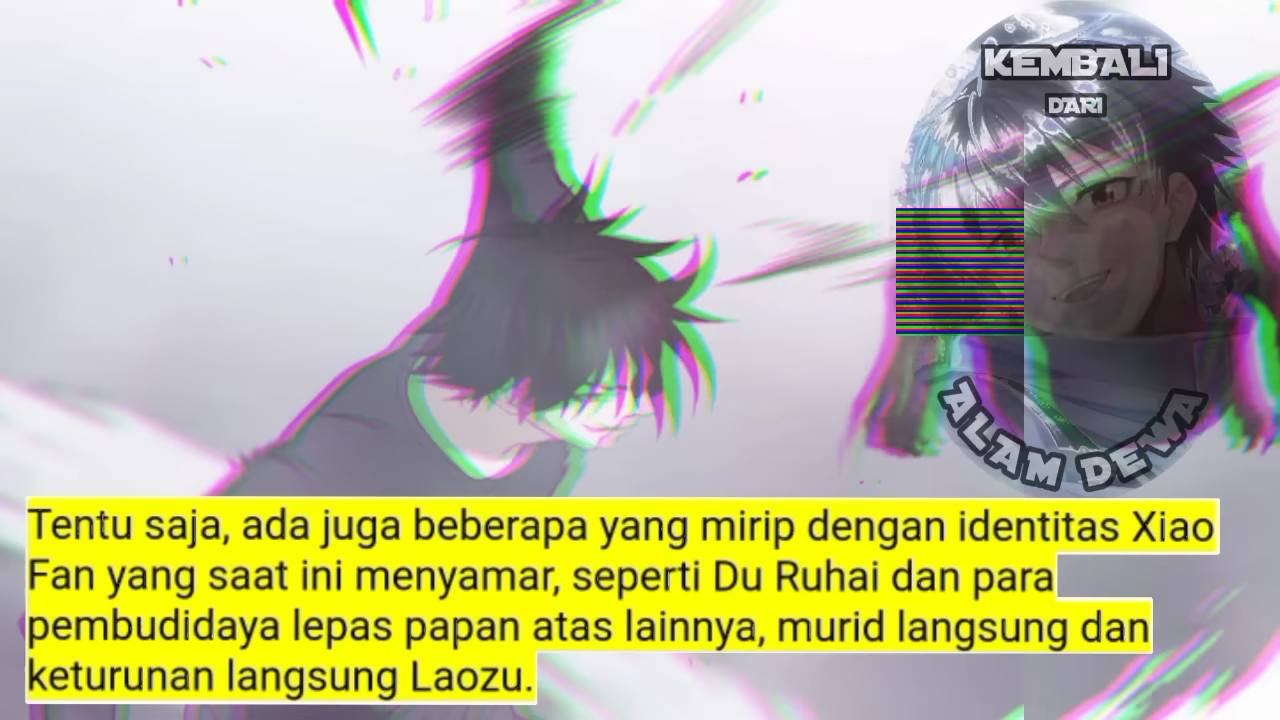 KEMBALI
DARI
ALAM DEWA
Tentu saja, ada juga beberapa yang mirip dengan identitas Xiao
Fan yang saat ini menyamar, seperti Du Ruhai dan para
pembudidaya lepas papan atas lainnya, murid langsung dan
keturunan langsung Laozu.